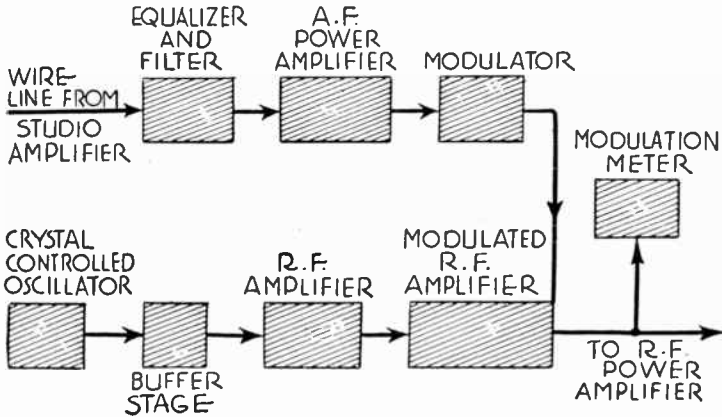 EQUALIZER
AND
FILTER
A.F.
POWER
AMPLIFIER
MODULATOR
WIRE-
LINE FROM
STUDIO
AMPLIFIER
MODULATION
METER
CRYSTAL
CONTROLLED
OSCILLATOR
BUFFER
STAGE
R.F.
AMPLIFIER
MODULATED
R.F.
AMPLIFIER
TO R.F.
POWER
AMPLIFIER